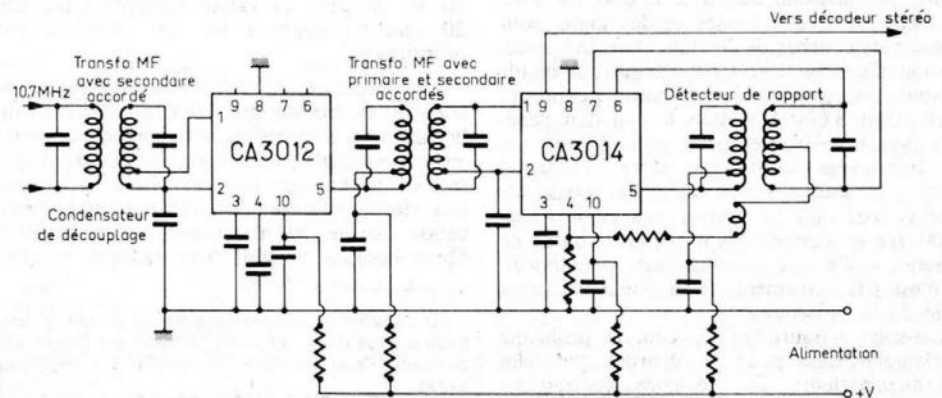 Vers décodeur stéréo
Transfo. MF
avec secondaire
accordé
10,7MHz
Transfo. MF avec
primaire et secondaire
accordés
Détecteur de rapport
9 8 7 6
1
CA3012
2
5
3 4 10
1 9 8 7 6
CA3014
2
5
3 4 10
Condensateur
de découplage
Alimentation
+V